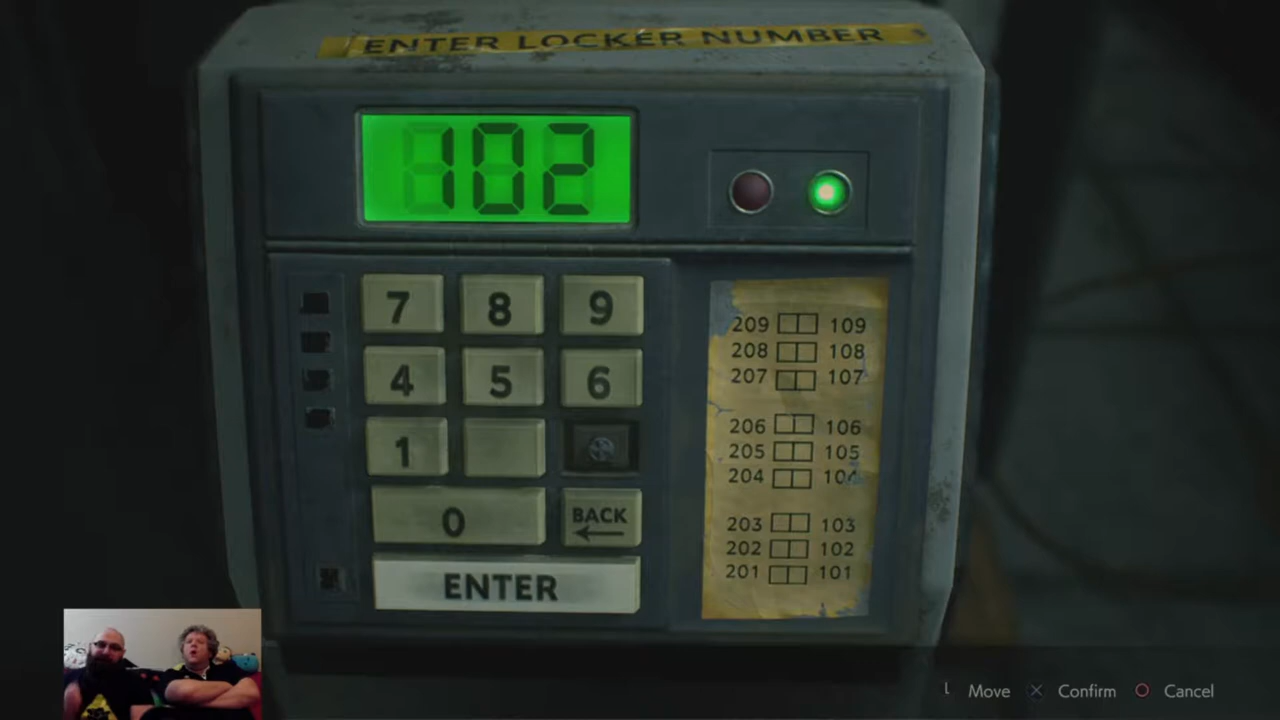 ENTER LOCKER NUMBER
102
7 8 9
4 5 6
1
0 BACK
ENTER
209 109
208 108
207 107
206 106
205 105
204 104
203 103
202 102
201 101
L Move Confirm Cancel